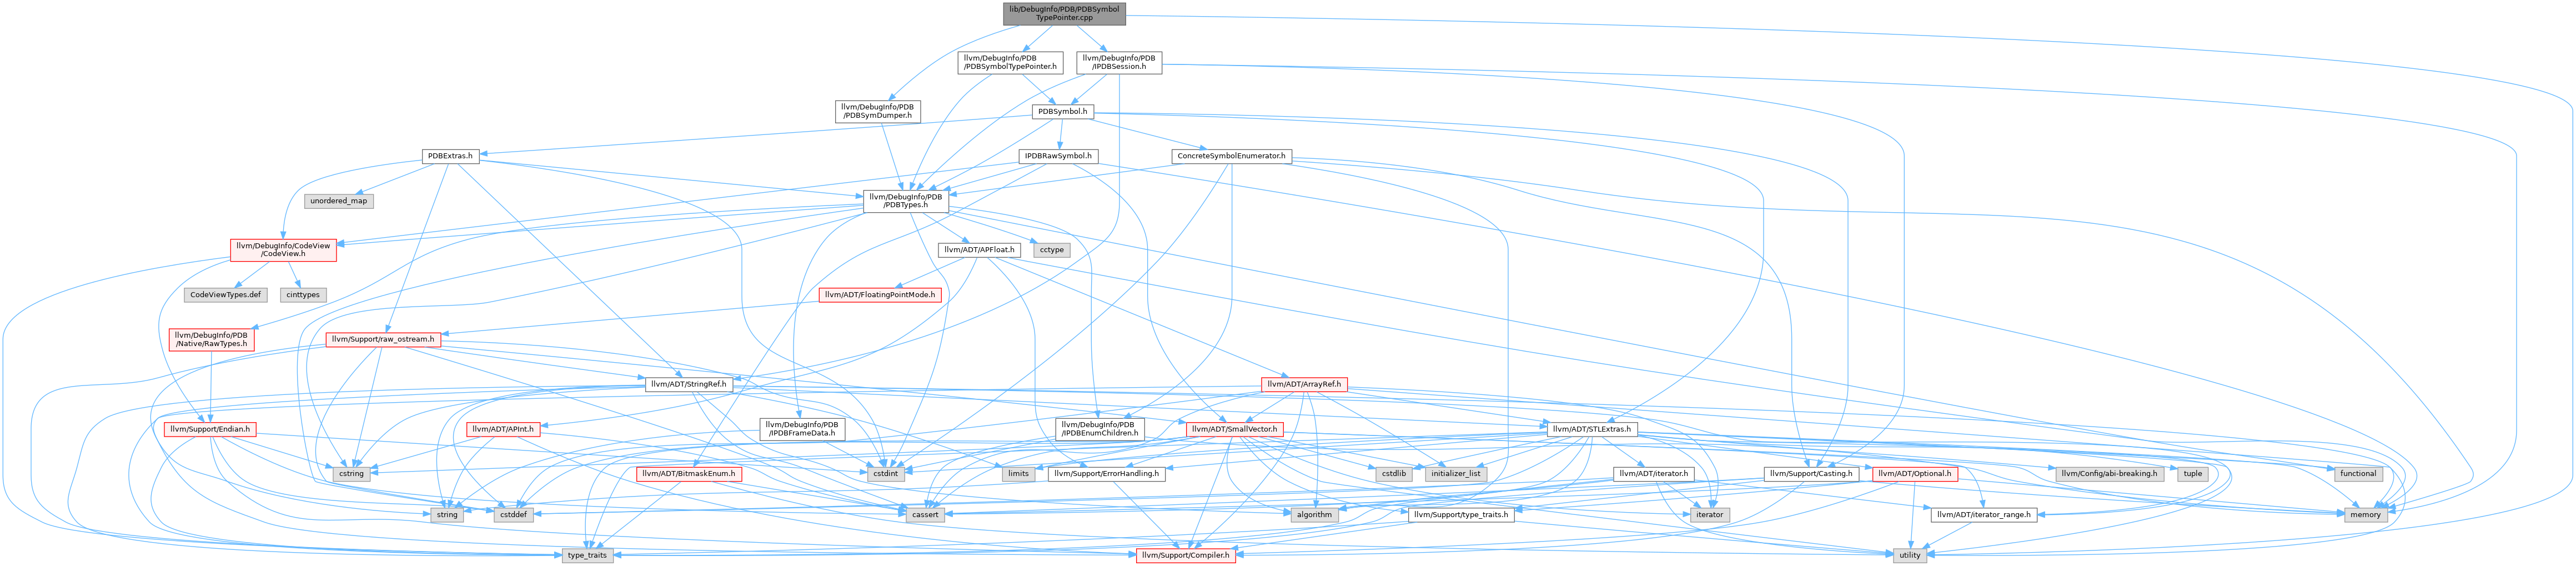 lib/DebugInfo/PDB/PDBSymbol
TypePointer.cpp
llvm/DebugInfo/PDB
/PDBSymbolTypePointer.h
llvm/DebugInfo/PDB
/IPDBSession.h
llvm/DebugInfo/PDB
/PDBSymDumper.h
PDBSymbol.h
PDBExtras.h
IPDBRawSymbol.h
ConcreteSymbolEnumerator.h
unordered_map
llvm/DebugInfo/PDB
/PDBTypes.h
llvm/DebugInfo/CodeView
/CodeView.h
llvm/ADT/APFloat.h
cctype
CodeViewTypes.def
cinttypes
llvm/ADT/FloatingPointMode.h
llvm/DebugInfo/PDB
/Native/RawTypes.h
llvm/Support/raw_ostream.h
llvm/ADT/StringRef.h
llvm/ADT/ArrayRef.h
llvm/Support/Endian.h
llvm/ADT/APInt.h
llvm/DebugInfo/PDB
/IPDBFrameData.h
llvm/DebugInfo/PDB
/IPDBEnumChildren.h
llvm/ADT/SmallVector.h
llvm/ADT/STLExtras.h
cstring
llvm/ADT/BitmaskEnum.h
cstdint
limits
llvm/Support/ErrorHandling.h
cstdlib
initializer_list
llvm/ADT/iterator.h
llvm/Support/Casting.h
llvm/ADT/Optional.h
llvm/Config/abi-breaking.h
tuple
functional
string
cstddef
cassert
algorithm
llvm/Support/type_traits.h
iterator
llvm/ADT/iterator_range.h
memory
type_traits
llvm/Support/Compiler.h
utility